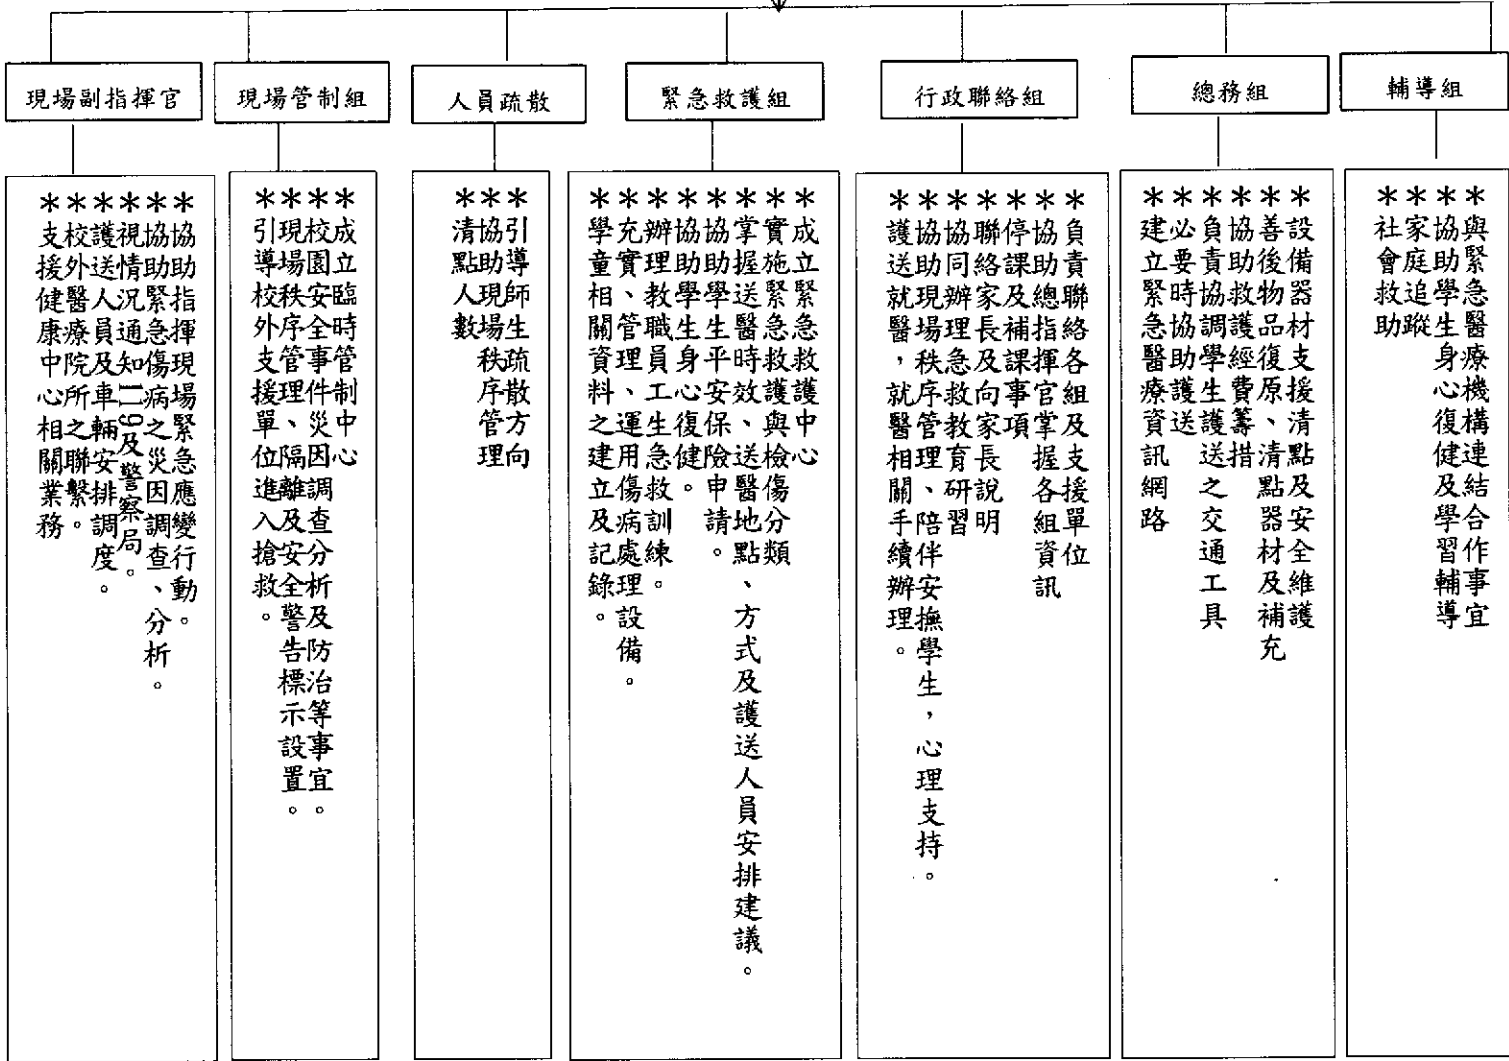 現場副指揮官
＊協助指揮現場緊急應變行動。
＊協助緊急傷病之災因調查、分析。
＊視情況通知119及警察局。
＊護送人員及車輛安排調度。
＊校外醫療院所之聯繫。
＊支援健康中心相關業務
現場管制組
＊成立臨時管制中心
＊校園安全事件災因調查分析及防治等事宜。
＊現場秩序管理、隔離及安全警告標示設置。
＊引導校外支援單位進入搶救。
人員疏散
＊引導師生疏散方向
＊協助現場秩序管理
＊清點人數
緊急救護組
＊成立緊急救護中心
＊實施緊急救護與檢傷分類
＊掌握送醫時效、送醫地點、方式及護送人員安排建議。
＊協助學生平安保險申請。
＊協助學生身心復健。
＊辦理教職員工生急救訓練。
＊充實、管理、運用傷病處理設備。
＊學童相關資料之建立及記錄。
行政聯絡組
＊負責聯絡各組及支援單位
＊協助總指揮官掌握各組資訊
＊停課及補課事項
＊聯絡家長及向家長說明
＊協同辦理急救教育研習
＊協助現場秩序管理、陪伴安撫學生，心理支持。
＊護送就醫，就醫相關手續辦理。
總務組
＊設備器材支援清點及安全維護
＊善後物品復原、清點器材及補充
＊協助救護經費籌措
＊負責協調學生護送之交通工具
＊必要時協助護送
＊建立緊急醫療資訊網路
輔導組
＊與緊急醫療機構連結合作事宜
＊協助學生身心復健及學習輔導
＊家庭追蹤
＊社會救助